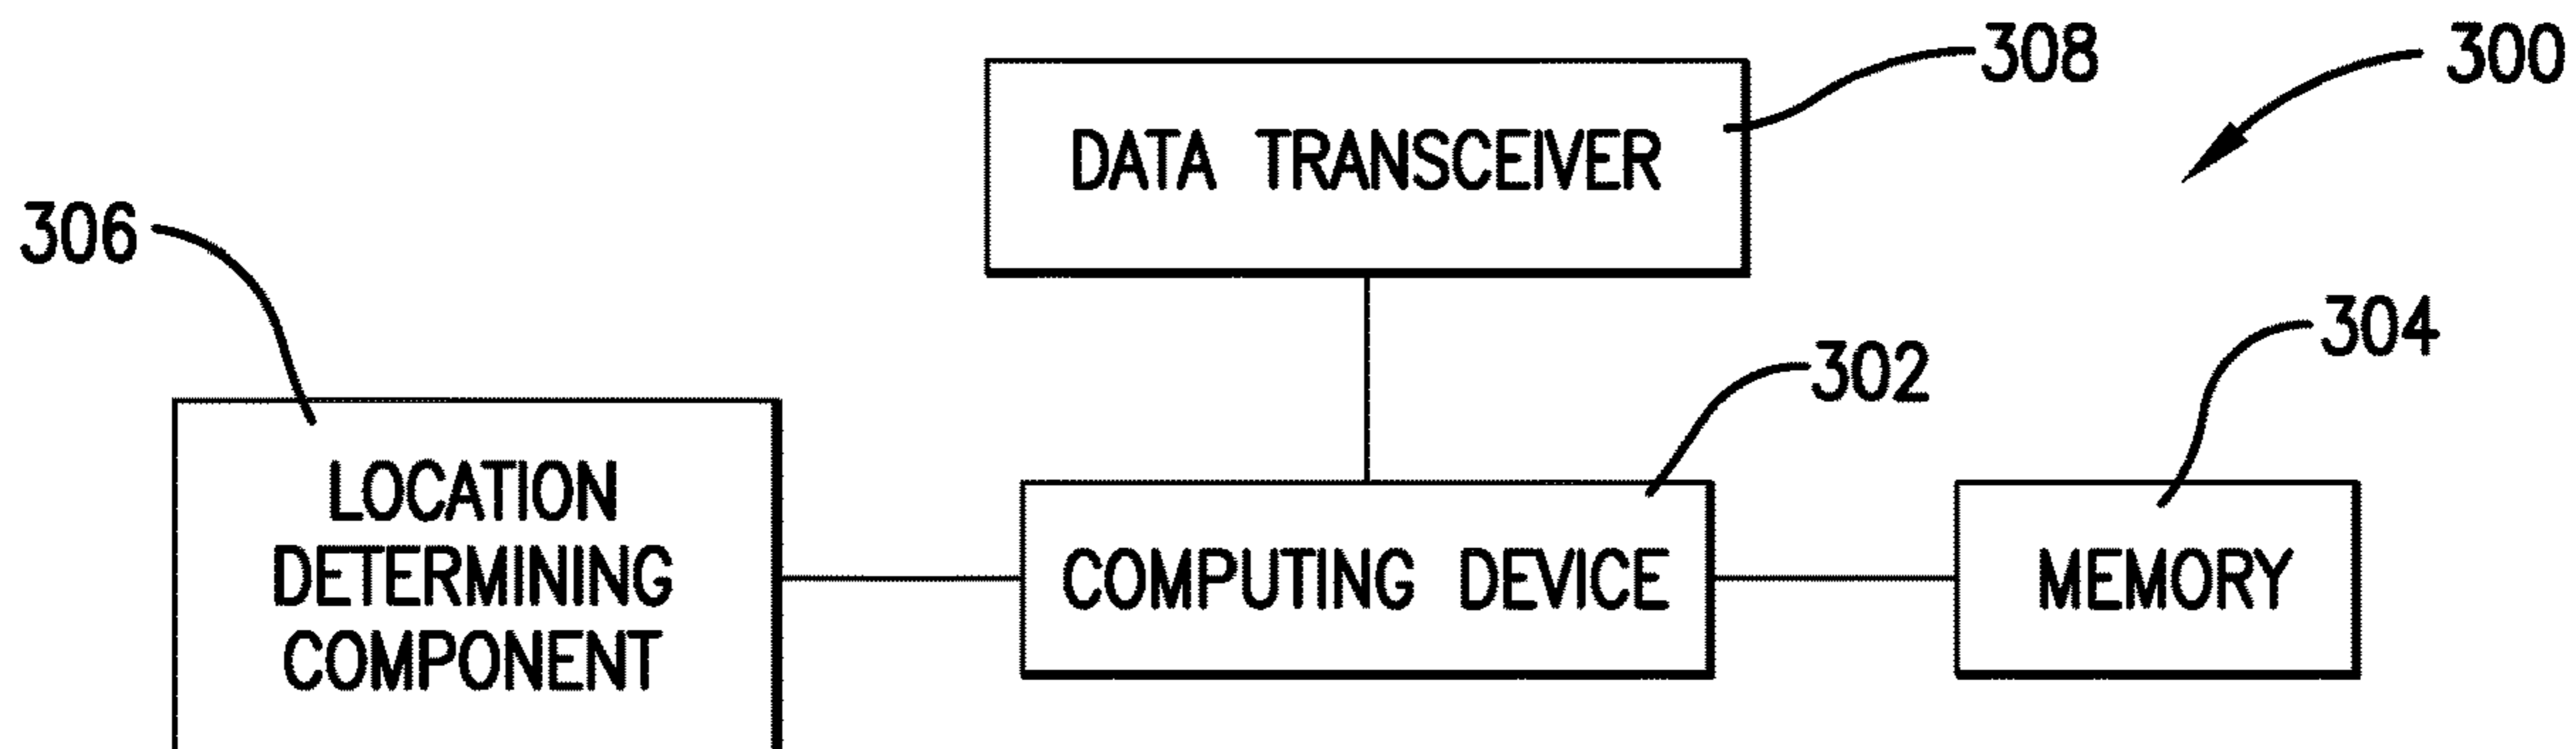 308
300
DATA TRANSCEIVER
306
304
302
LOCATION
DETERMINING
COMPONENT
COMPUTING DEVICE
MEMORY